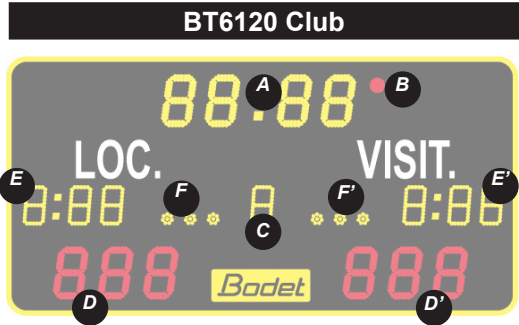 BT6120 Club
88:88
A
B
LOC.
VISIT.
E
E'
8:88
F
8
F'
8:88
C
888
Bodet
888
D
D'